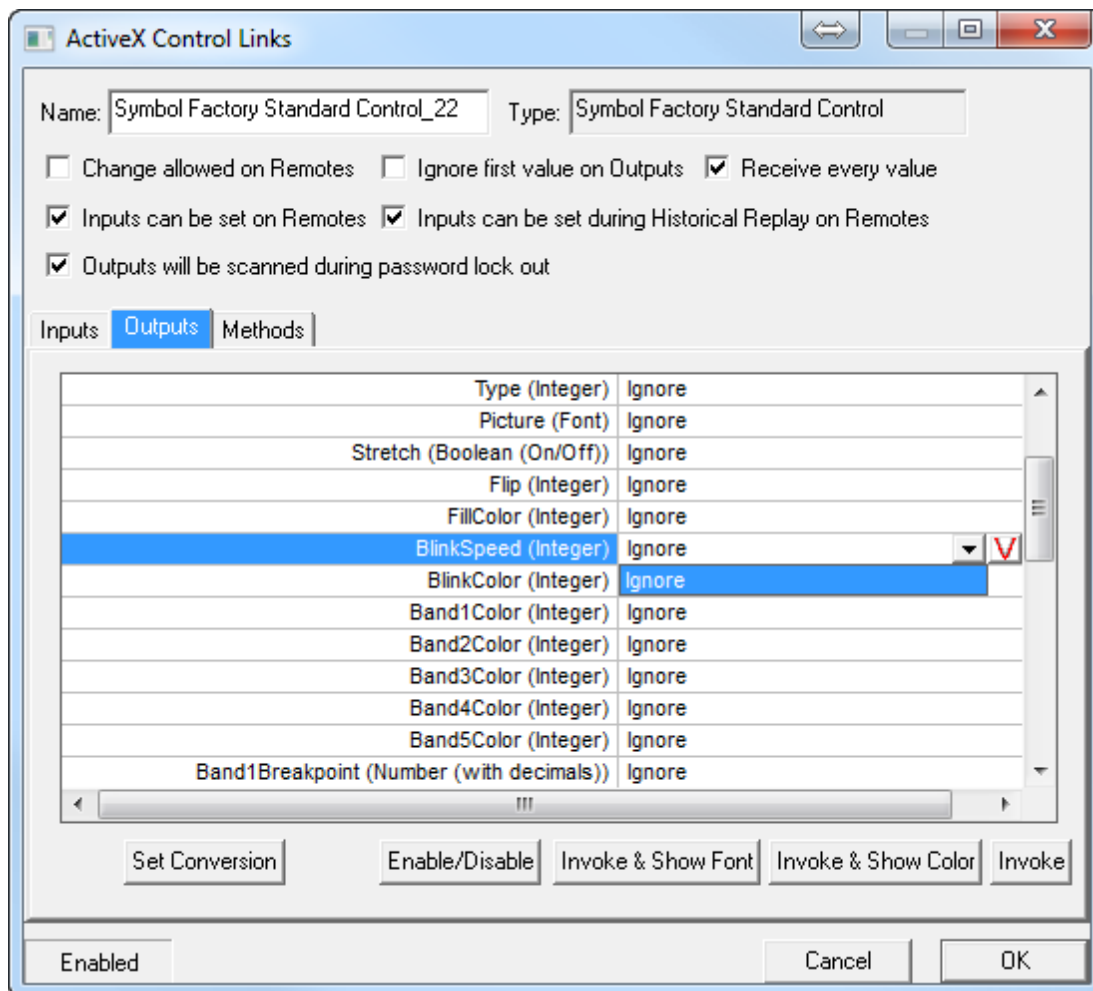 ActiveX Control Links
Name: Symbol Factory Standard Control_22 Type: Symbol Factory Standard Control
Change allowed on Remotes Ignore first value on Outputs Receive every value
Inputs can be set on Remotes Inputs can be set during Historical Replay on Remotes
Outputs will be scanned during password lock out
Inputs Outputs Methods
Type (Integer) Ignore
Picture (Font) Ignore
Stretch (Boolean (On/Off)) Ignore
Flip (Integer) Ignore
FillColor (Integer) Ignore
BlinkSpeed (Integer) Ignore V
BlinkColor (Integer) Ignore
Band1Color (Integer) Ignore
Band2Color (Integer) Ignore
Band3Color (Integer) Ignore
Band4Color (Integer) Ignore
Band5Color (Integer) Ignore
Band1Breakpoint (Number (with decimals)) Ignore
Set Conversion Enable/Disable Invoke & Show Font Invoke & Show Color Invoke
Enabled Cancel OK